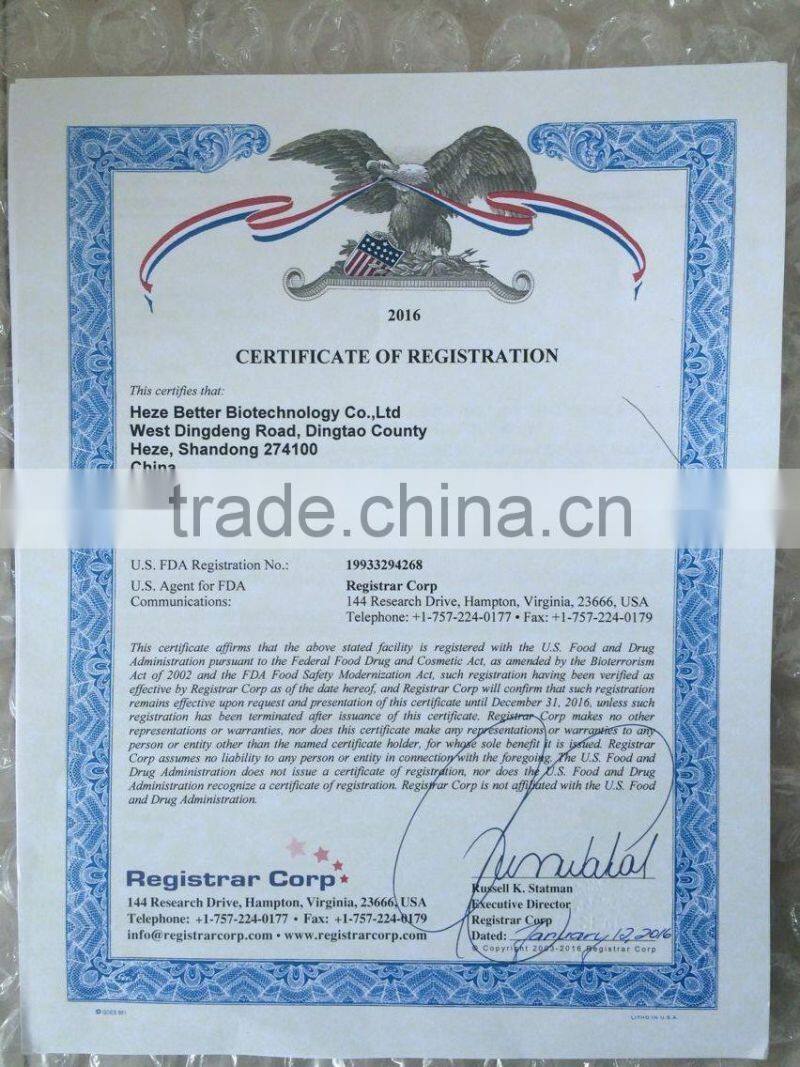 2016
CERTIFICATE OF REGISTRATION
This certifies that:
Heze Better Biotechnology Co.,Ltd
West Dingdeng Road, Dingtao County
Heze, Shandong 274100
China
trade.china.cn
U.S. FDA Registration No.: 19933294268
U.S. Agent for FDA Registrar Corp
Communications: 144 Research Drive, Hampton, Virginia, 23666, USA
Telephone: +1-757-224-0177 • Fax: +1-757-224-0179
This certificate affirms that the above stated facility is registered with the U.S. Food and Drug
Administration pursuant to the Federal Food Drug and Cosmetic Act, as amended by the Bioterrorism
Act of 2002 and the FDA Food Safety Modernization Act, such registration having been verified as
effective by Registrar Corp as of the date hereof, and Registrar Corp will confirm that such registration
remains effective upon request and presentation of this certificate until December 31, 2016, unless such
registration has been terminated after issuance of this certificate. Registrar Corp makes no other
representations or warranties, nor does this certificate make any representations or warranties to any
person or entity other than the named certificate holder, for whose sole benefit it is issued. Registrar
Corp assumes no liability to any person or entity in connection with the foregoing. The U.S. Food and
Drug Administration does not issue a certificate of registration, nor does the U.S. Food and Drug
Administration recognize a certificate of registration. Registrar Corp is not affiliated with the U.S. Food
and Drug Administration.
Registrar Corp
144 Research Drive, Hampton, Virginia, 23666, USA
Telephone: +1-757-224-0177 • Fax: +1-757-224-0179
info@registrarcorp.com • www.registrarcorp.com
Russell K. Statman
Executive Director
Registrar Corp
Dated: January 12, 2016
© Copyright 2003-2016 Registrar Corp
LITHO IN U.S.A.